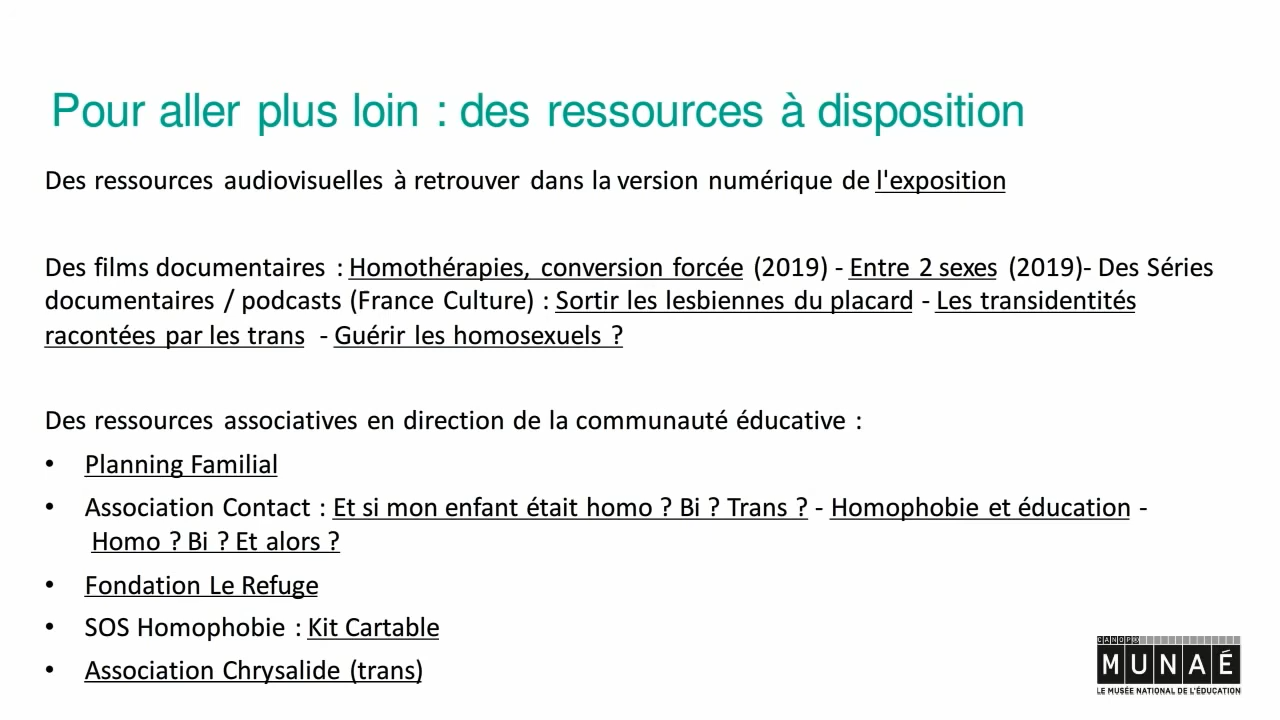 Pour aller plus loin : des ressources à disposition
Des ressources audiovisuelles à retrouver dans la version numérique de l'exposition
Des films documentaires : Homothérapies, conversion forcée (2019) - Entre 2 sexes (2019)- Des Séries
documentaires / podcasts (France Culture) : Sortir les lesbiennes du placard - Les transidentités
racontées par les trans - Guérir les homosexuels ?
Des ressources associatives en direction de la communauté éducative :
• Planning Familial
• Association Contact : Et si mon enfant était homo ? Bi ? Trans ? - Homophobie et éducation -
Homo ? Bi ? Et alors ?
• Fondation Le Refuge
• SOS Homophobie : Kit Cartable
• Association Chrysalide (trans)
CANOPÉ
MUNAÉ
LE MUSÉE NATIONAL DE L'ÉDUCATION